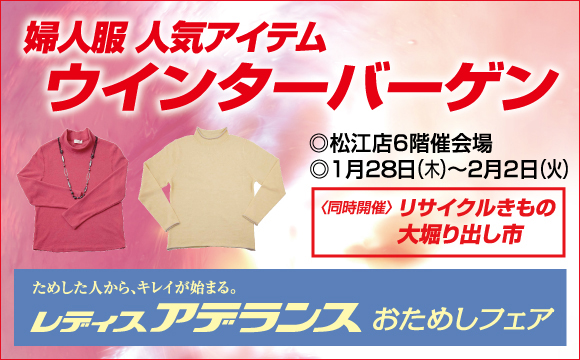 婦人服 人気アイテム
ウインターバーゲン
◎松江店6階催会場
◎1月28日(木)～2月2日(火)
〈同時開催〉リサイクルきもの
大堀り出し市
ためした人から、キレイが始まる。
レディス アデランス おためしフェア